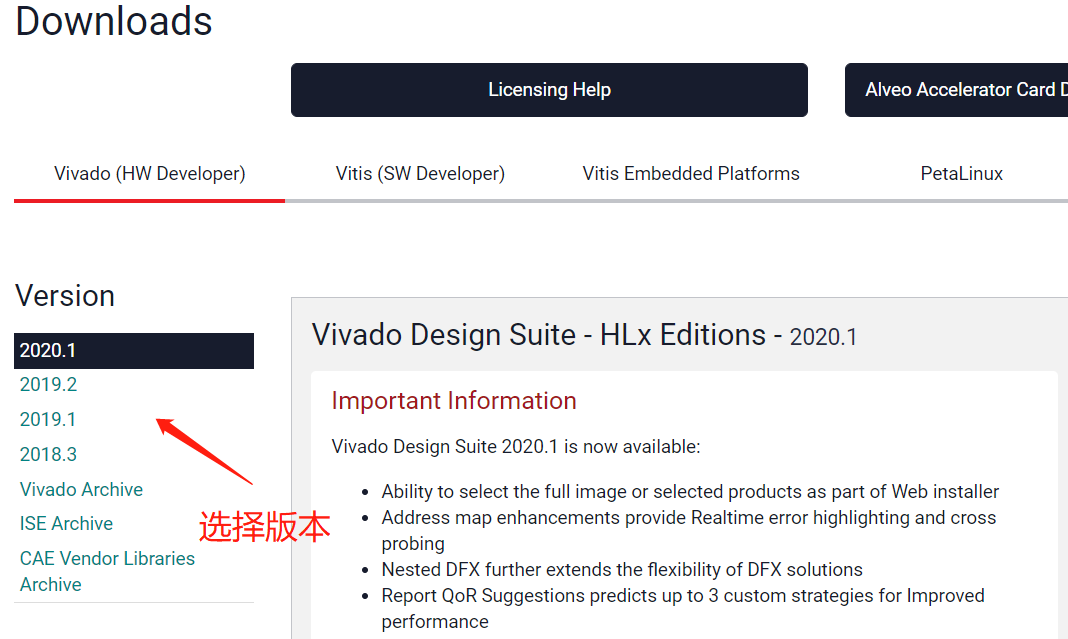 Downloads
Licensing Help
Alveo Accelerator Card
Vivado (HW Developer)
Vitis (SW Developer)
Vitis Embedded Platforms
PetaLinux
Version
2020.1
2019.2
2019.1
2018.3
Vivado Archive
ISE Archive
CAE Vendor Libraries
Archive
选择版本
Vivado Design Suite - HLx Editions - 2020.1
Important Information
Vivado Design Suite 2020.1 is now available:
• Ability to select the full image or selected products as part of Web installer
• Address map enhancements provide Realtime error highlighting and cross
probing
• Nested DFX further extends the flexibility of DFX solutions
• Report QoR Suggestions predicts up to 3 custom strategies for Improved
performance